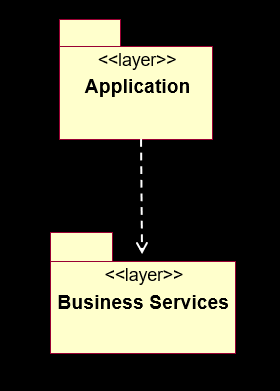 <<layer>>
Application
<<layer>>
Business Services